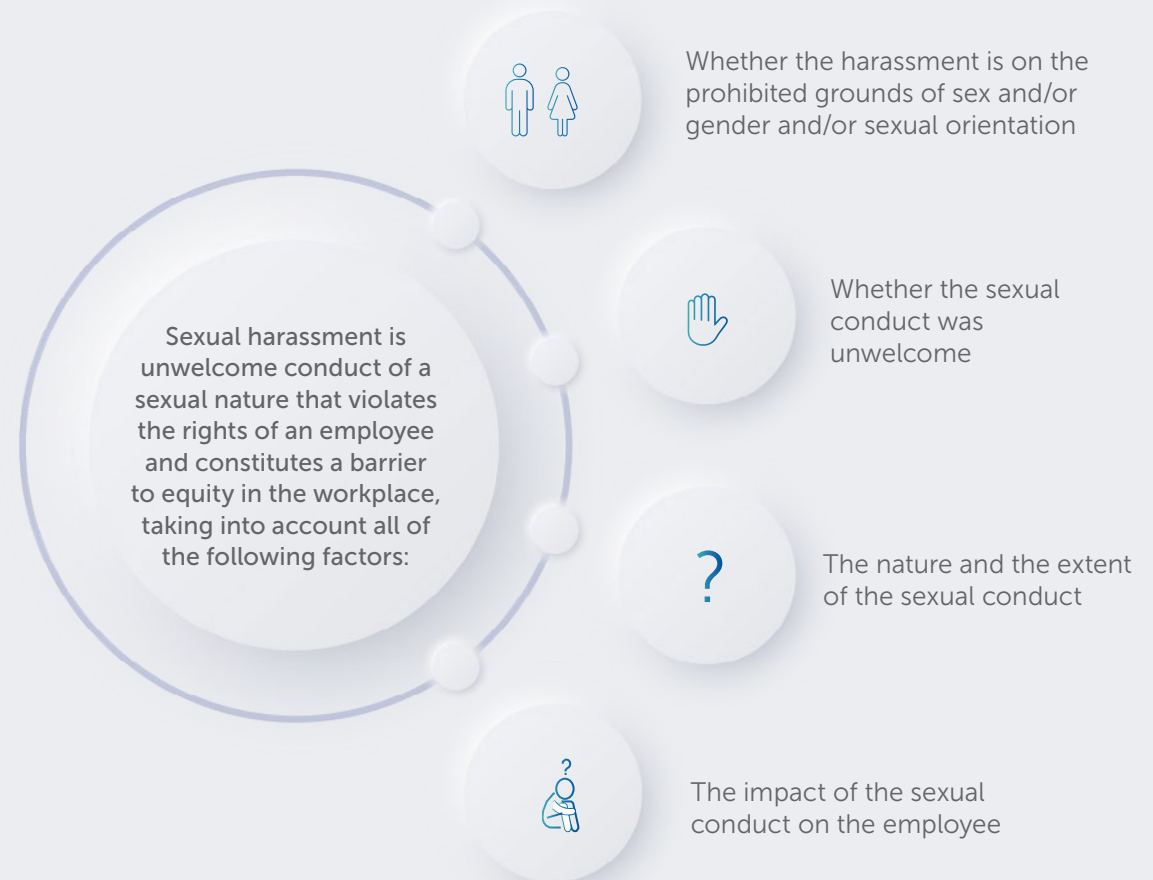 Sexual harassment is
unwelcome conduct of a
sexual nature that violates
the rights of an employee
and constitutes a barrier
to equity in the workplace,
taking into account all of
the following factors:
Whether the harassment is on the
prohibited grounds of sex and/or
gender and/or sexual orientation
Whether the sexual
conduct was
unwelcome
?
The nature and the extent
of the sexual conduct
?
The impact of the sexual
conduct on the employee